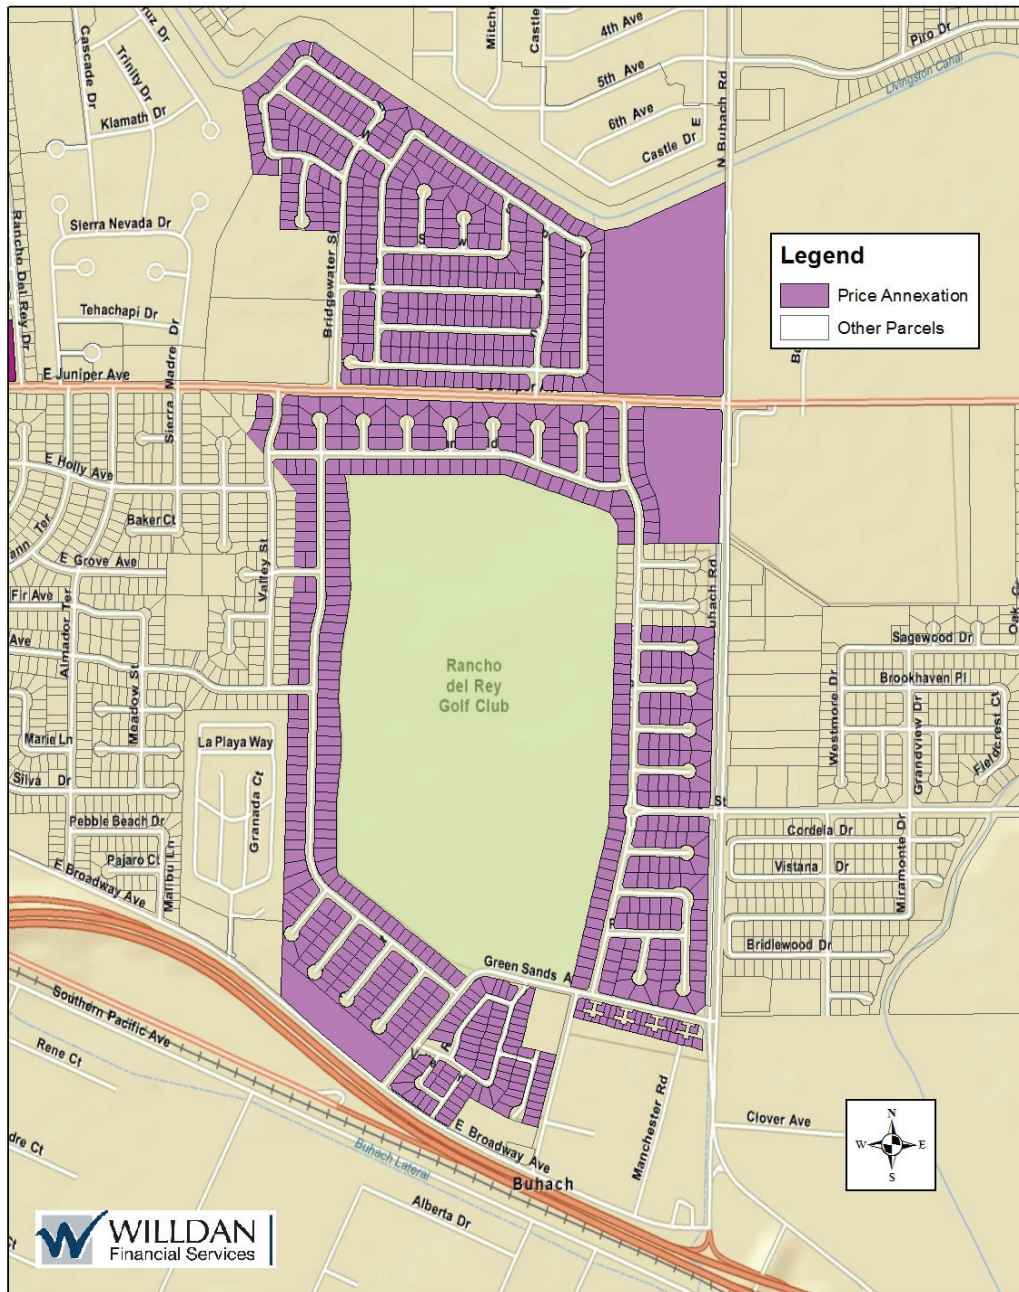 Cascade Dr
Trinity Dr
Klamath Dr
Sierra Nevada Dr
Tehachapi Dr
Rancho Del Rey Dr
Sierra Madre Dr
Bridgewater St
E Juniper Ave
4th Ave
5th Ave
6th Ave
Castle Dr E
N Buhach Rd
Piro Dr
Livingston Canal
Legend
Price Annexation
Other Parcels
E Holly Ave
Baker Ct
E Grove Ave
Fir Ave
Ave
Almador Ter
Meadow St
Valley St
Marie Ln
Silva Dr
Pebble Beach Dr
Pajaro Ct
Malibu Ln
La Playa Way
Granada Ct
E Broadway Ave
Rancho
del Rey
Golf Club
Sagewood Dr
Brookhaven Pl
Westmore Dr
Grandview Dr
Fieldcrest Ct
St
Cordela Dr
Vistana Dr
Miramonte Dr
Bridlewood Dr
Green Sands A
Southern Pacific Ave
Rene Ct
dre Ct
Ct
Buhach Lateral
Alberta Dr
E Broadway Ave
Buhach
Manchester Rd
Clover Ave
N
W E
S
WILLDAN
Financial Services